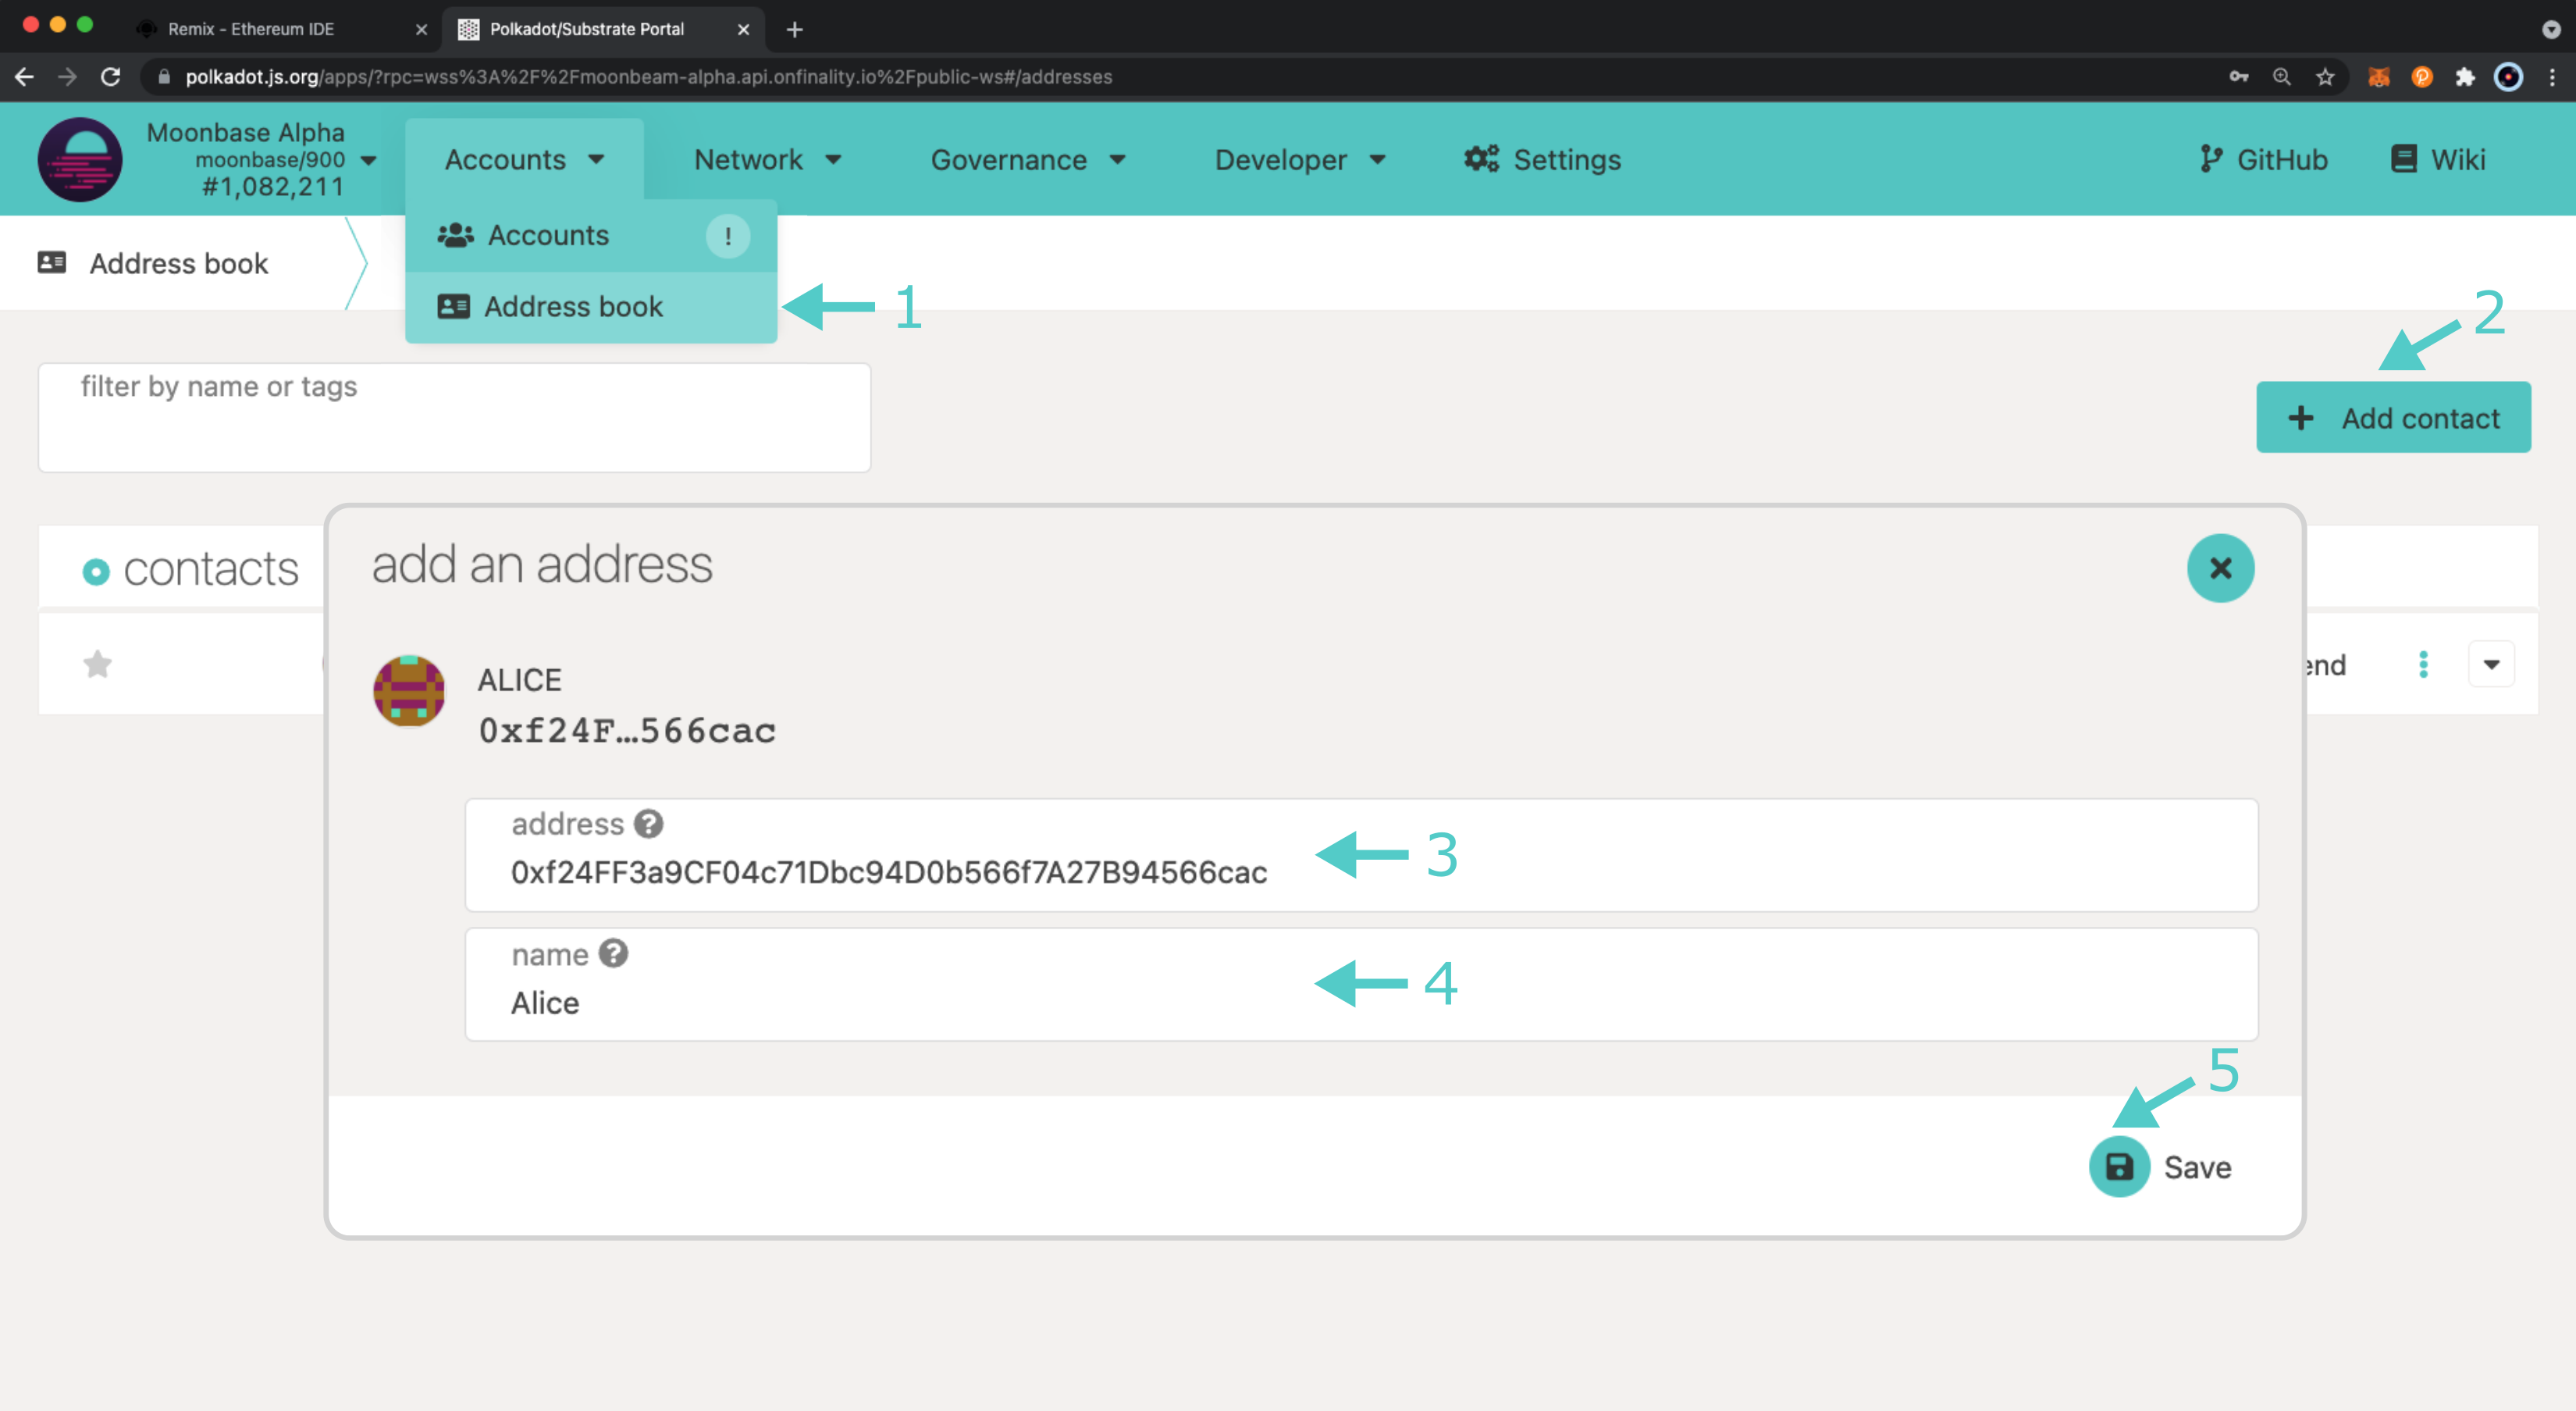 Remix - Ethereum IDE
Polkadot/Substrate Portal
polkadot.js.org/apps/?rpc=wss%3A%2F%2Fmoonbeam-alpha.api.onfinality.io%2Fpublic-ws#/addresses
Moonbase Alpha
moonbase/900
#1,082,211
Accounts
Network
Governance
Developer
Settings
GitHub
Wiki
Address book
Accounts !
Address book
1
2
filter by name or tags
+ Add contact
contacts
add an address
ALICE
0xf24F…566cac
end
address ?
0xf24FF3a9CF04c71Dbc94D0b566f7A27B94566cac
3
name ?
Alice
4
5
Save